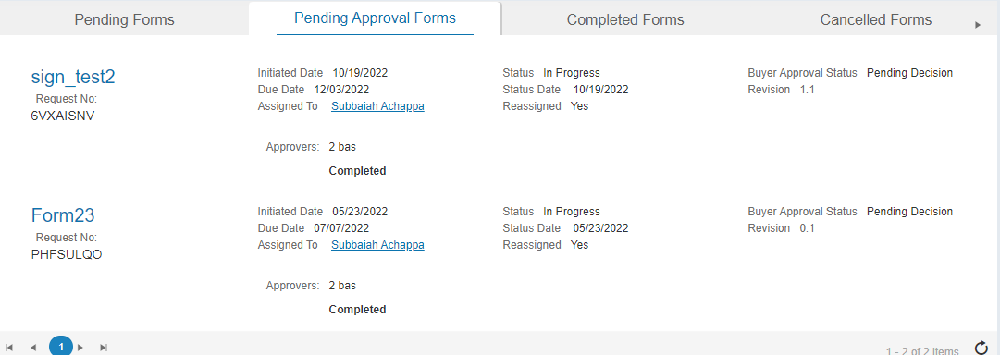 Pending Forms Pending Approval Forms Completed Forms Cancelled Forms
sign_test2
Request No:
6VXAISNV
Initiated Date 10/19/2022
Due Date 12/03/2022
Assigned To Subbaiah Achappa
Approvers: 2 bas
Completed
Status In Progress
Status Date 10/19/2022
Reassigned Yes
Buyer Approval Status Pending Decision
Revision 1.1
Form23
Request No:
PHFSULQO
Initiated Date 05/23/2022
Due Date 07/07/2022
Assigned To Subbaiah Achappa
Approvers: 2 bas
Completed
Status In Progress
Status Date 05/23/2022
Reassigned Yes
Buyer Approval Status Pending Decision
Revision 0.1
1
1 - 2 of 2 items